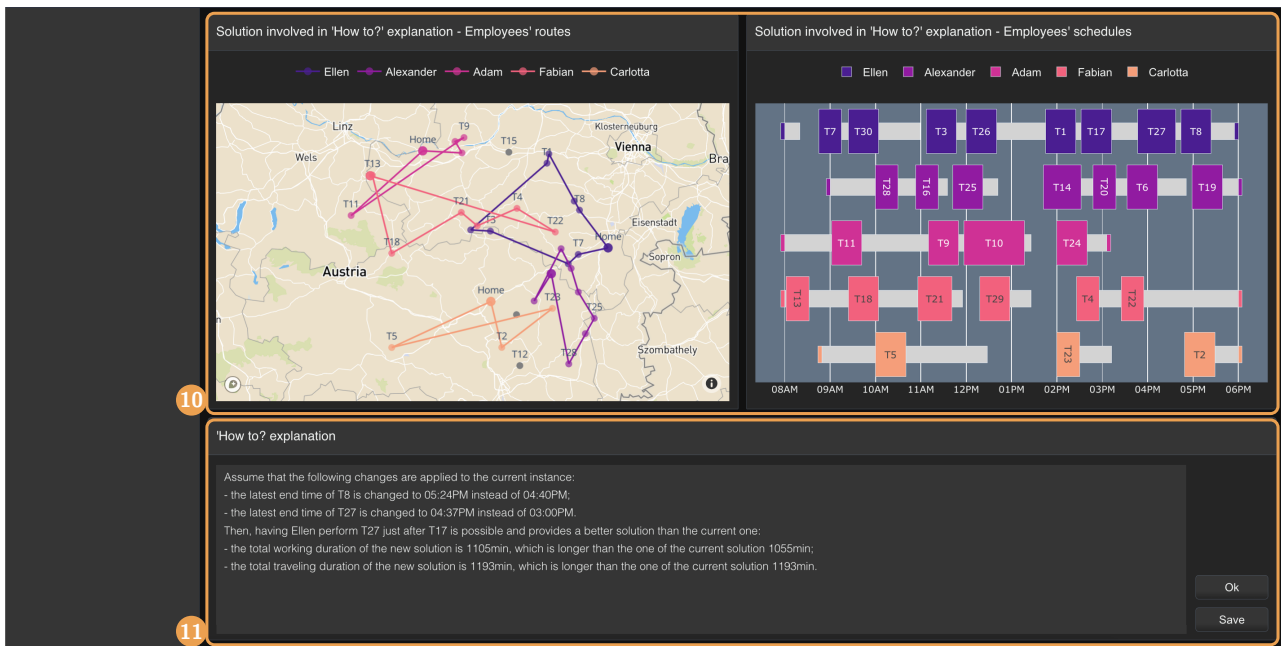 Solution involved in 'How to?' explanation - Employees' routes
Ellen Alexander Adam Fabian Carlotta
Linz
Klosterneuburg
Home T9
T15
Vienna
Wels
T1
Bra
T13
T11
T21
T4
T8
T3
T22
Eisenstadt
T18
T7
Home
Sopron
Austria
Home
T23
T25
n
T5
T2
T12
T28
Szombathely
Solution involved in 'How to?' explanation - Employees' schedules
Ellen Alexander Adam Fabian Carlotta
T7 T30 T3 T26 T1 T17 T27 T8
T28 T16 T25 T14 T20 T6 T19
T11 T9 T10 T24
T13 T18 T21 T29 T4 T22
T5 T23 T2
08AM 09AM 10AM 11AM 12PM 01PM 02PM 03PM 04PM 05PM 06PM
10
'How to? explanation
Assume that the following changes are applied to the current instance:
- the latest end time of T8 is changed to 05:24PM instead of 04:40PM;
- the latest end time of T27 is changed to 04:37PM instead of 03:00PM.
Then, having Ellen perform T27 just after T17 is possible and provides a better solution than the current one:
- the total working duration of the new solution is 1105min, which is longer than the one of the current solution 1055min;
- the total traveling duration of the new solution is 1193min, which is longer than the one of the current solution 1193min.
Ok
Save
11